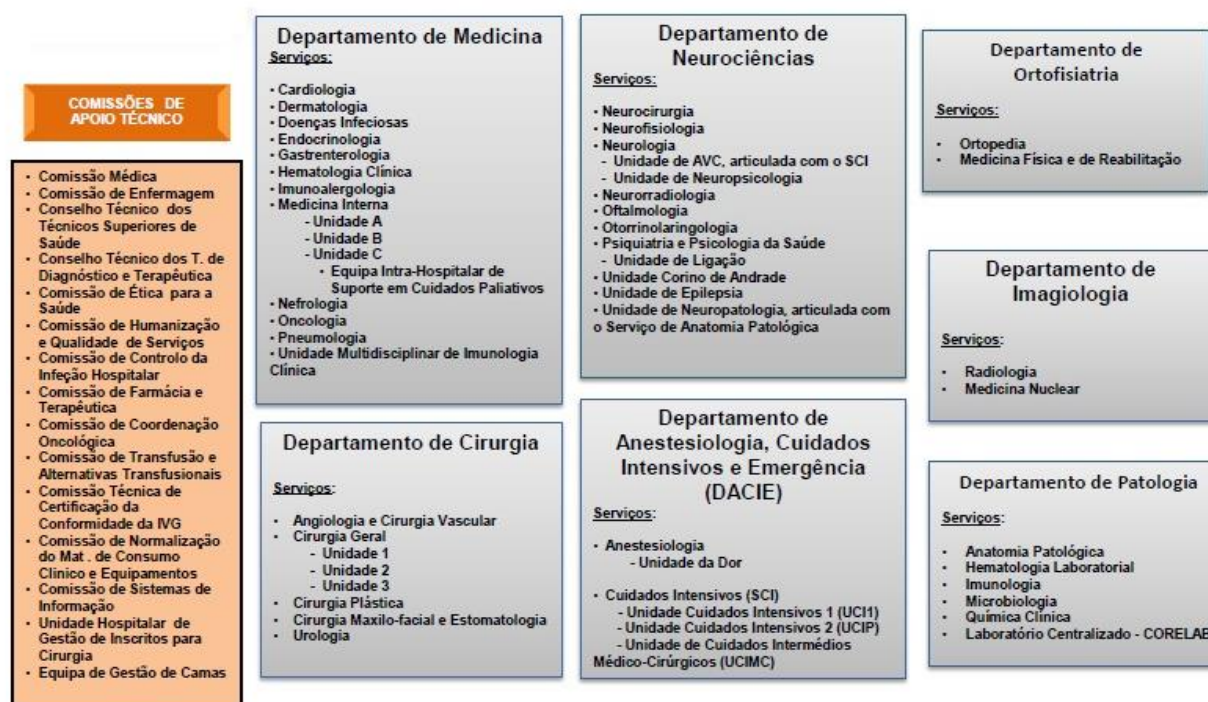 COMISSÕES DE
APOIO TÉCNICO
• Comissão Médica
• Comissão de Enfermagem
• Conselho Técnico dos
Técnicos Superiores de
Saúde
• Conselho Técnico dos T. de
Diagnóstico e Terapêutica
• Comissão de Ética para a
Saúde
• Comissão de Humanização
e Qualidade de Serviços
• Comissão de Controlo da
Infeção Hospitalar
• Comissão de Farmácia e
Terapêutica
• Comissão de Coordenação
Oncológica
• Comissão de Transfusão e
Alternativas Transfusionais
• Comissão Técnica de
Certificação da
Conformidade da IVG
• Comissão de Normalização
do Mat . de Consumo
Clinico e Equipamentos
• Comissão de Sistemas de
Informação
• Unidade Hospitalar de
Gestão de Inscritos para
Cirurgia
• Equipa de Gestão de Camas
Departamento de Medicina
Serviços:
• Cardiologia
• Dermatologia
• Doenças Infeciosas
• Endocrinologia
• Gastrenterologia
• Hematologia Clínica
• Imunoalergologia
• Medicina Interna
- Unidade A
- Unidade B
- Unidade C
• Equipa Intra-Hospitalar de
Suporte em Cuidados Paliativos
• Nefrologia
• Oncologia
• Pneumologia
• Unidade Multidisciplinar de Imunologia
Clínica
Departamento de Cirurgia
Serviços:
• Angiologia e Cirurgia Vascular
• Cirurgia Geral
- Unidade 1
- Unidade 2
- Unidade 3
• Cirurgia Plástica
• Cirurgia Maxilo-facial e Estomatologia
• Urologia
Departamento de
Neurociências
Serviços:
• Neurocirurgia
• Neurofisiologia
• Neurologia
- Unidade de AVC, articulada com o SCI
- Unidade de Neuropsicologia
• Neurorradiologia
• Oftalmologia
• Otorrinolaringologia
• Psiquiatria e Psicologia da Saúde
- Unidade de Ligação
• Unidade Corino de Andrade
• Unidade de Epilepsia
• Unidade de Neuropatologia, articulada com
o Serviço de Anatomia Patológica
Departamento de
Anestesiologia, Cuidados
Intensivos e Emergência
(DACIE)
Serviços:
• Anestesiologia
- Unidade da Dor
• Cuidados Intensivos (SCI)
- Unidade Cuidados Intensivos 1 (UCI1)
- Unidade Cuidados Intensivos 2 (UCIP)
- Unidade de Cuidados Intermédios
Médico-Cirúrgicos (UCIMC)
Departamento de
Ortofisiatria
Serviços:
• Ortopedia
• Medicina Física e de Reabilitação
Departamento de
Imagiologia
Serviços:
• Radiologia
• Medicina Nuclear
Departamento de Patologia
Serviços:
• Anatomia Patológica
• Hematologia Laboratorial
• Imunologia
• Microbiologia
• Química Clínica
• Laboratório Centralizado - CORELAB